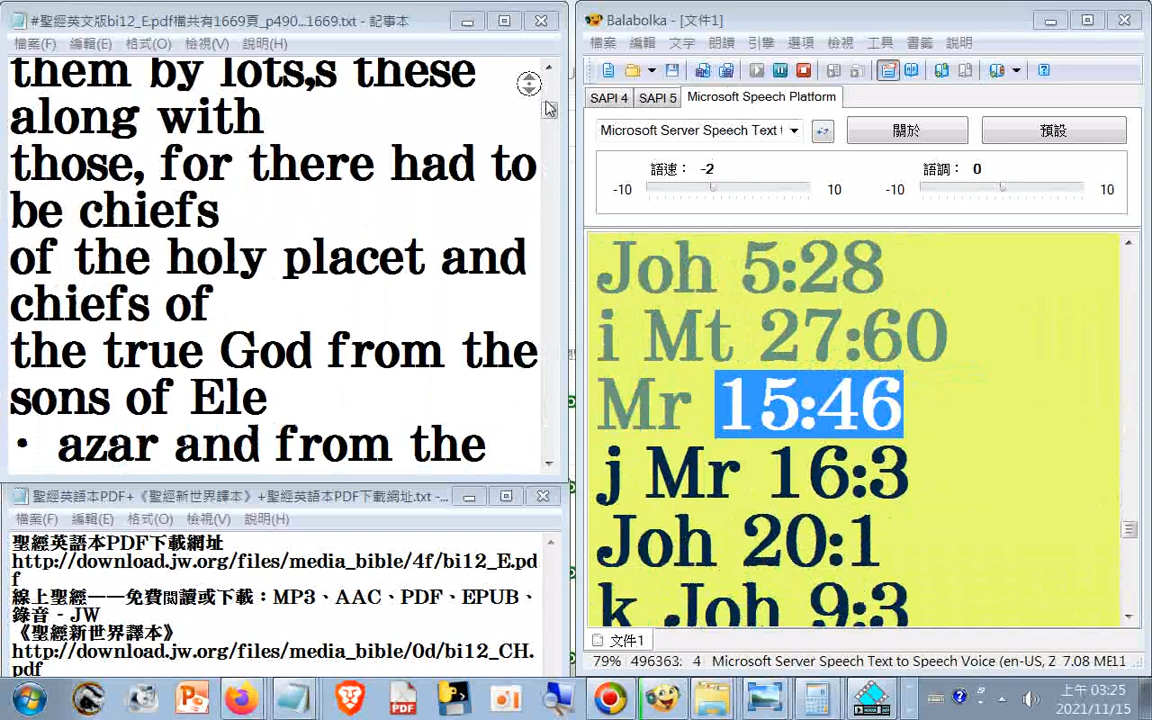 #聖經英文版bi12_E.pdf檔共有1669頁_p490...1669.txt - 記事本
檔案(F) 編輯(E) 格式(O) 檢視(V) 說明(H)
them by lots,s these
along with
those, for there had to
be chiefs
of the holy placet and
chiefs of
the true God from the
sons of Ele
• azar and from the
聖經英語本PDF+《聖經新世界譯本》+聖經英語本PDF下載網址.txt -...
檔案(F) 編輯(E) 格式(O) 檢視(V) 說明(H)
聖經英語本PDF下載網址
http://download.jw.org/files/media_bible/4f/bi12_E.pd
f
線上聖經——免費閱讀或下載：MP3、AAC、PDF、EPUB、
錄音 - JW
《聖經新世界譯本》
http://download.jw.org/files/media_bible/0d/bi12_CH.
pdf
Balabolka - [文件1]
檔案 編輯 文字 朗讀 引擎 選項 檢視 工具 書籤 說明
SAPI 4 SAPI 5 Microsoft Speech Platform
Microsoft Server Speech Text t
關於 預設
語速： -2 語調： 0
-10 10 -10 10
Joh 5:28
i Mt 27:60
Mr 15:46
j Mr 16:3
Joh 20:1
k Joh 9:3
文件1
79% 496363: 4 Microsoft Server Speech Text to Speech Voice (en-US, Z 7.08 ME
上午 03:25
2021/11/15